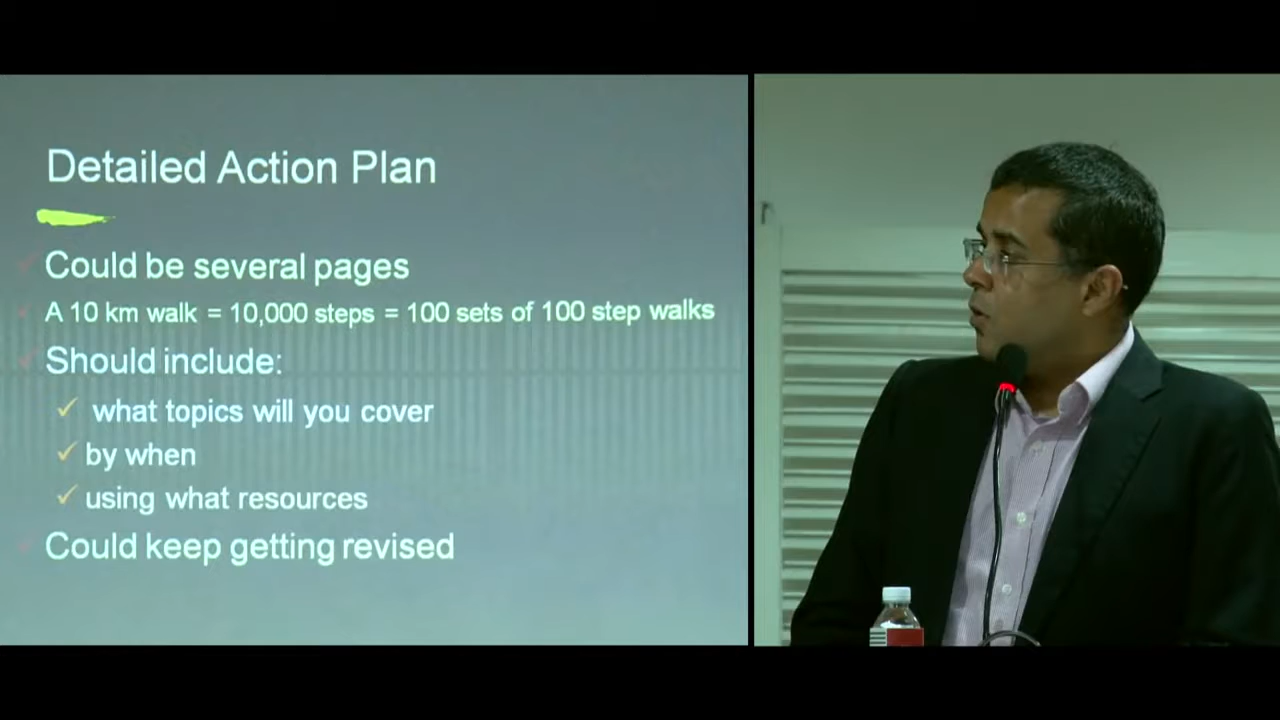 Detailed Action Plan
Could be several pages
A 10 km walk = 10,000 steps = 100 sets of 100 step walks
Should include:
what topics will you cover
by when
using what resources
Could keep getting revised